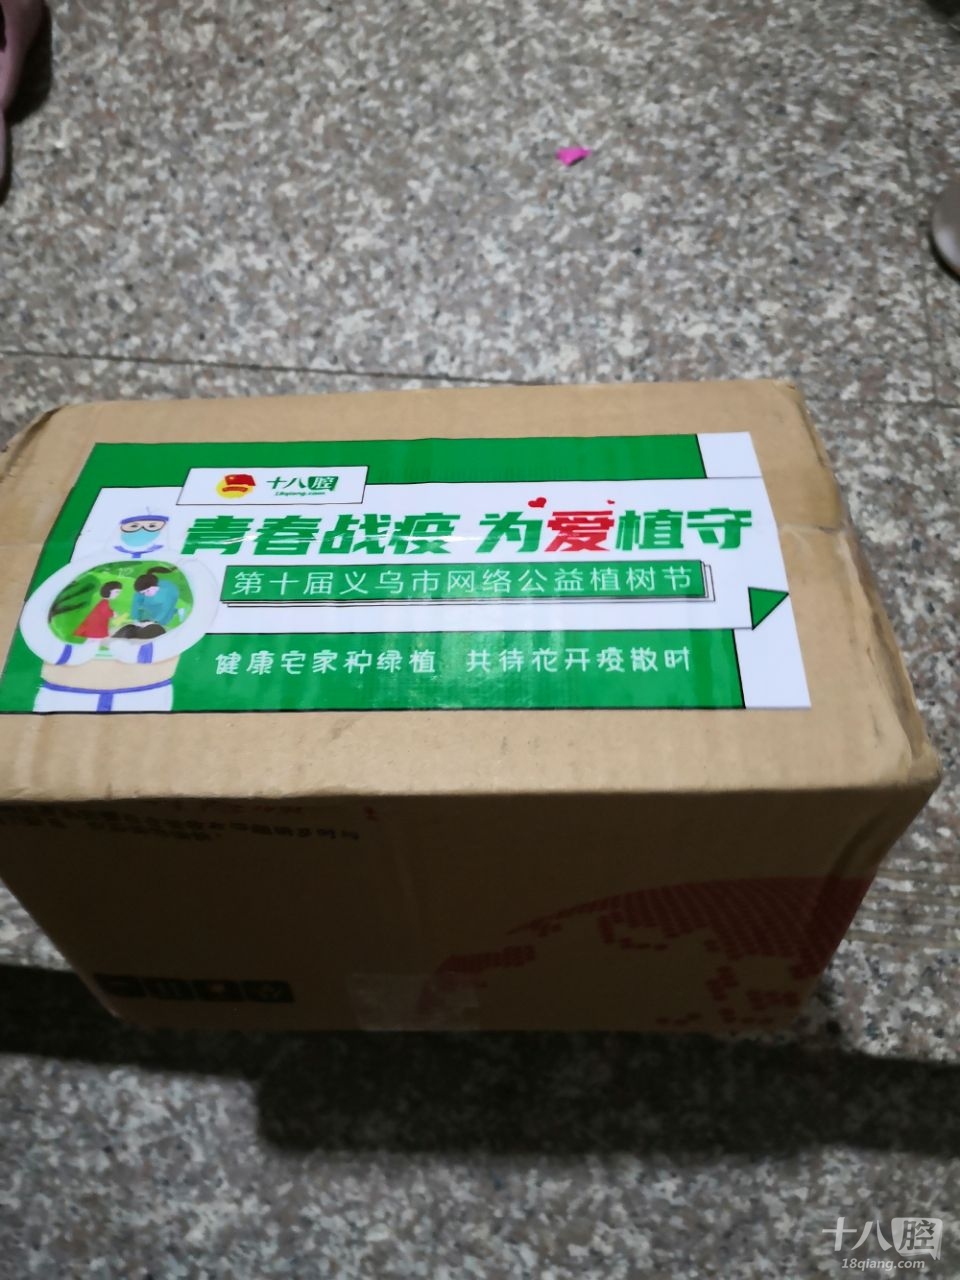 十八腔
18qiang.com
青春战疫 为爱植守
第十届义乌市网络公益植树节
健康宅家种绿植 共待花开疫散时
十八腔
18qiang.com